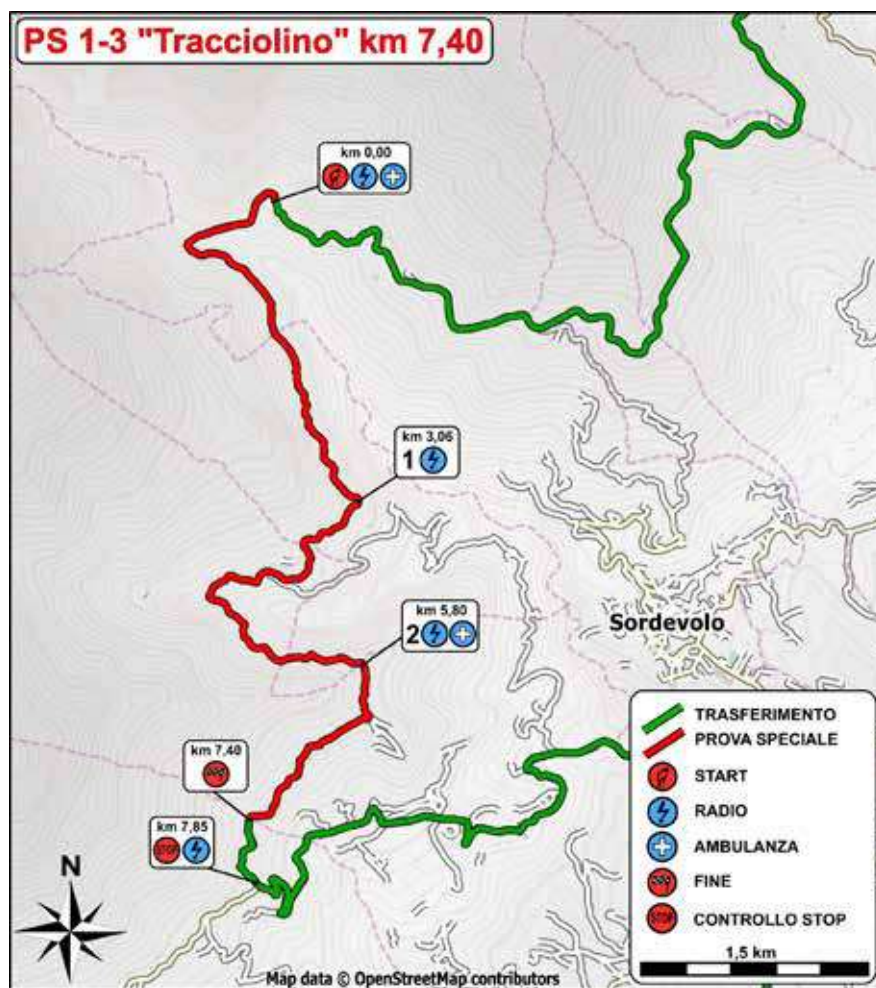 PS 1-3 "Tracciolino" km 7,40
km 0,00
km 3,06
1
km 5,80
2
Sordevolo
km 7,40
km 7,85
STOP
N
TRASFERIMENTO
PROVA SPECIALE
START
RADIO
AMBULANZA
FINE
STOP
CONTROLLO STOP
1,5 km
Map data © OpenStreetMap contributors